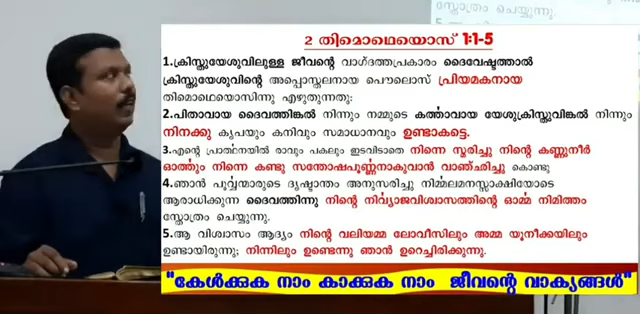 സ്തോത്രം ചെയ്യുന്നു.
2 തിമൊഥെയൊസ് 1:1-5
1.ക്രിസ്തുയേശുവിലുള്ള ജീവന്റെ വാഗ്ദത്തപ്രകാരം ദൈവേഷ്ടത്താൽ
ക്രിസ്തുയേശുവിന്റെ അപ്പൊസ്തലനായ പൌലൊസ് പ്രിയമകനായ
തിമൊഥെയൊസിന്നു എഴുതുന്നതു:
2.പിതാവായ ദൈവത്തിങ്കൽ നിന്നും നമ്മുടെ കർത്താവായ യേശുക്രിസ്തുവിങ്കൽ നിന്നും
നിനക്കു കൃപയും കനിവും സമാധാനവും ഉണ്ടാകട്ടെ.
3.എന്റെ പ്രാർത്ഥനയിൽ രാവും പകലും ഇടവിടാതെ നിന്നെ സ്മരിച്ചു നിന്റെ കണ്ണുനീർ
ഓർത്തും നിന്നെ കണ്ടു സന്തോഷപൂർണ്ണനാകുവാൻ വാഞ്ഛിച്ചു കൊണ്ടു
4.ഞാൻ പൂർവ്വന്മാരുടെ ദൃഷ്ടാന്തം അനുസരിച്ചു നിർമ്മലമനസ്സാക്ഷിയോടെ
ആരാധിക്കുന്ന ദൈവത്തിന്നു നിന്റെ നിർവ്യാജവിശ്വാസത്തിന്റെ ഓർമ്മ നിമിത്തം
സ്തോത്രം ചെയ്യുന്നു.
5.ആ വിശ്വാസം ആദ്യം നിന്റെ വലിയമ്മ ലോവീസിലും അമ്മ യൂനീക്കയിലും
ഉണ്ടായിരുന്നു; നിന്നിലും ഉണ്ടെന്നു ഞാൻ ഉറെച്ചിരിക്കുന്നു.
"കേൾക്കുക നാം കാക്കുക നാം ജീവന്റെ വാക്യങ്ങൾ"